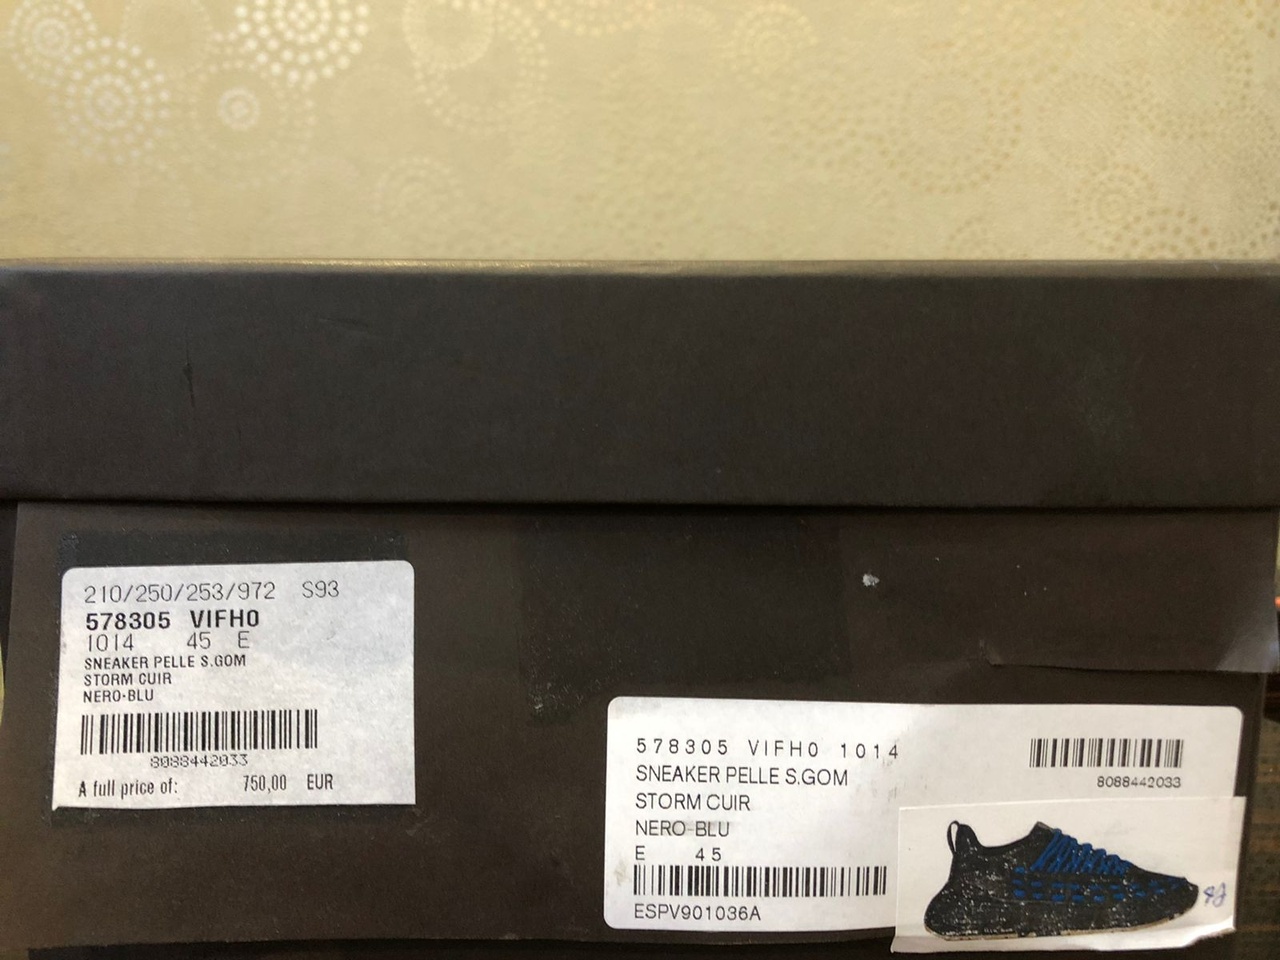 210/250/253/972 S93
578305 VIFH0
1014 45 E
SNEAKER PELLE S.GOM
STORM CUIR
NERO-BLU
8088442033
A full price of: 750,00 EUR
578305 VIFH0 1014
8088442033
SNEAKER PELLE S.GOM
STORM CUIR
NERO-BLU
E 45
ESPV901036A